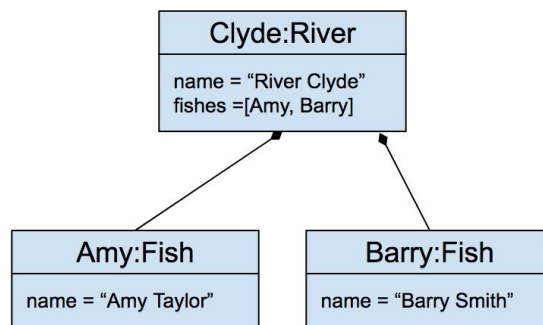 Clyde:River
name = “River Clyde”
fishes =[Amy, Barry]
Amy:Fish
name = “Amy Taylor”
Barry:Fish
name = “Barry Smith”